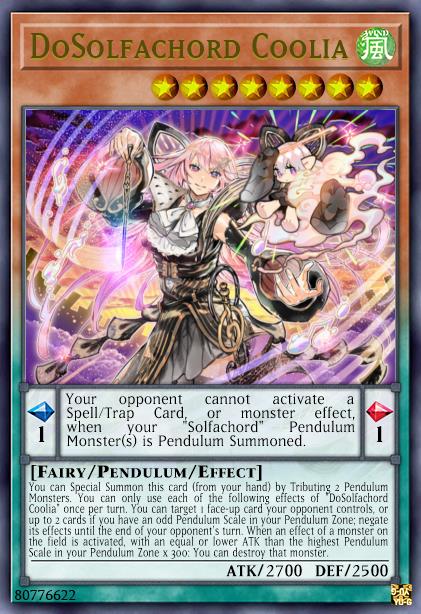 DoSolfachord Coolia
WIND
風
Your opponent cannot activate a
Spell/Trap Card, or monster effect,
when your "Solfachord" Pendulum
Monster(s) is Pendulum Summoned.
1
1
[Fairy/Pendulum/Effect]
You can Special Summon this card (from your hand) by Tributing 2 Pendulum
Monsters. You can only use each of the following effects of "DoSolfachord
Coolia" once per turn. You can target 1 face-up card your opponent controls, or
up to 2 cards if you have an odd Pendulum Scale in your Pendulum Zone; negate
its effects until the end of your opponent's turn. When an effect of a monster on
the field is activated, with an equal or lower ATK than the highest Pendulum
Scale in your Pendulum Zone x 300: You can destroy that monster.
ATK/2700 DEF/2500
80776622